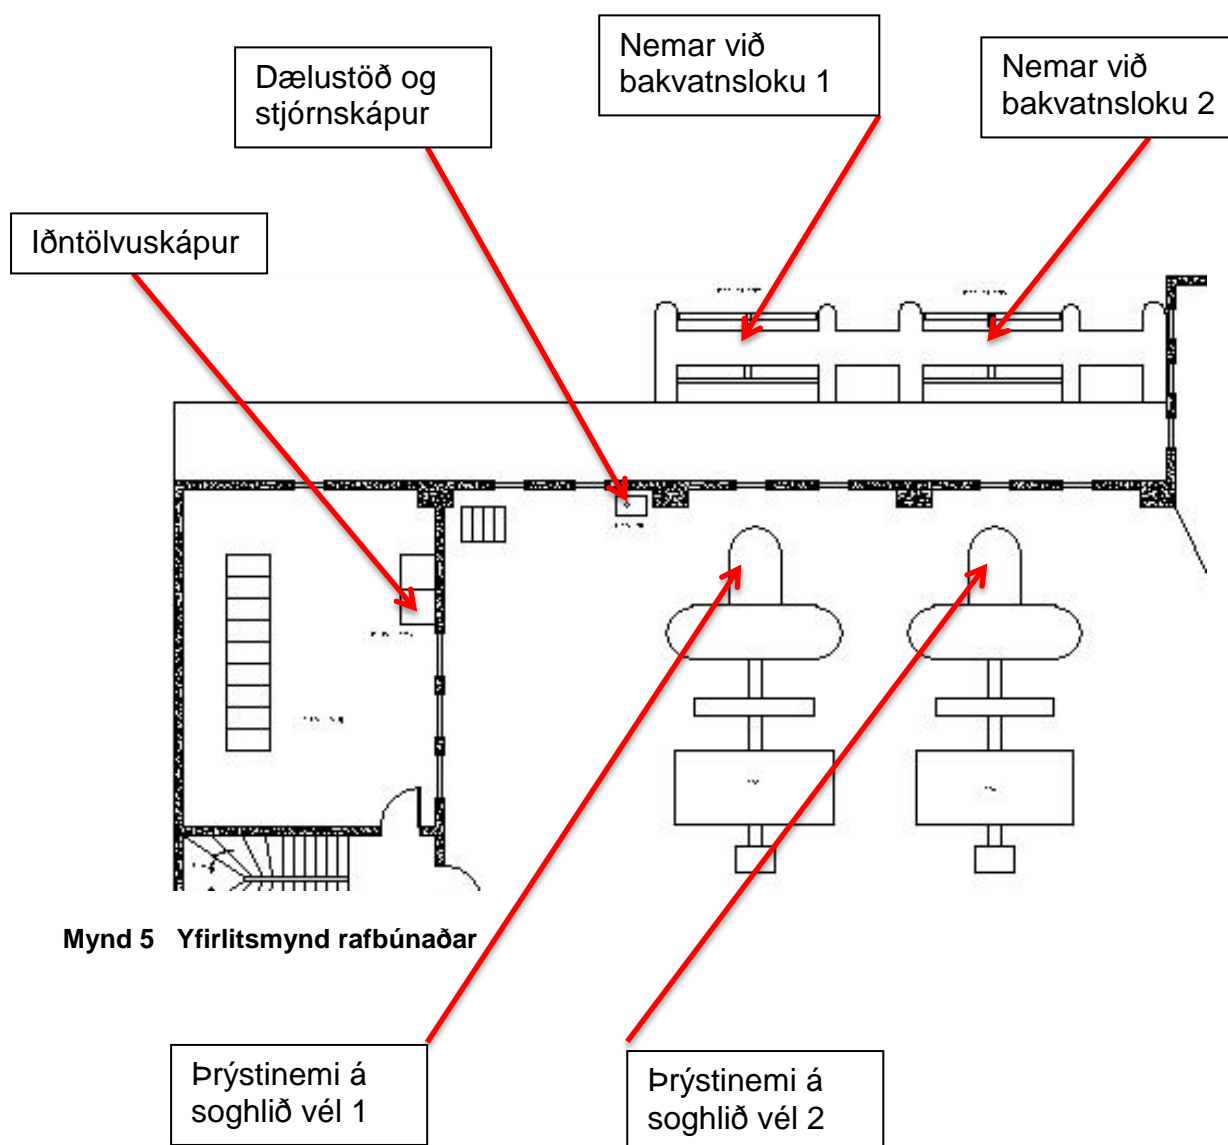 Nemar við
bakvatnsloku 1
Nemar við
bakvatnsloku 2
Dælustöð og
stjórnskápur
Iðntölvuskápur
Mynd 5 Yfirlitsmynd rafbúnaðar
Þrýstinemi á
soghlið vél 1
Þrýstinemi á
soghlið vél 2